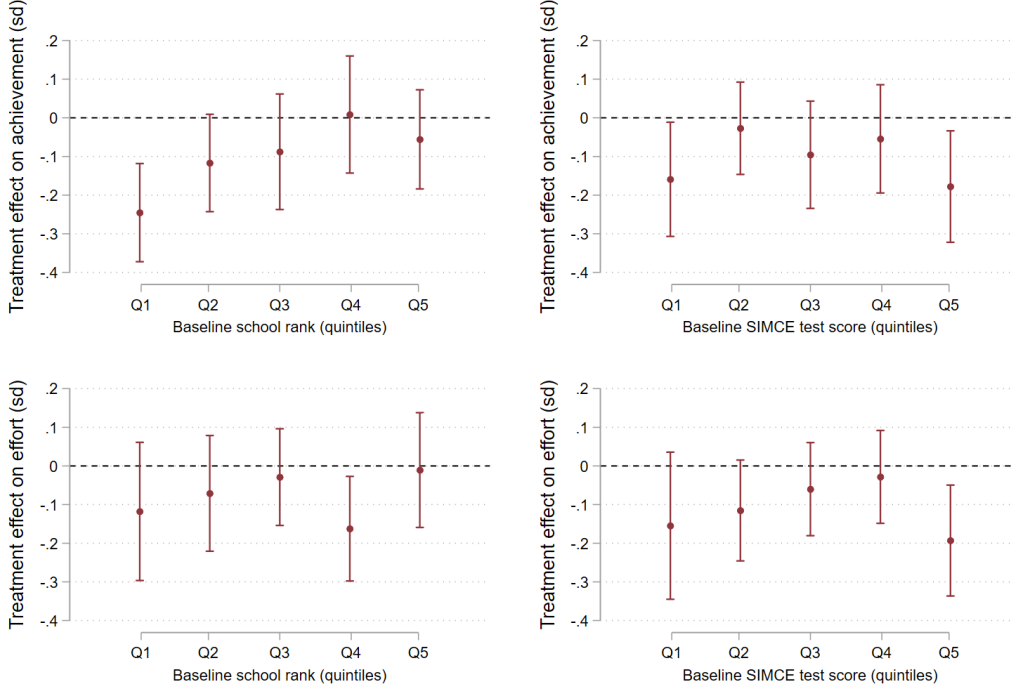 Treatment effect on achievement (sd)
.2
.1
0
-.1
-.2
-.3
-.4
Q1 Q2 Q3 Q4 Q5
Baseline school rank (quintiles)
Treatment effect on achievement (sd)
.2
.1
0
-.1
-.2
-.3
-.4
Q1 Q2 Q3 Q4 Q5
Baseline SIMCE test score (quintiles)
Treatment effect on effort (sd)
.2
.1
0
-.1
-.2
-.3
-.4
Q1 Q2 Q3 Q4 Q5
Baseline school rank (quintiles)
Treatment effect on effort (sd)
.2
.1
0
-.1
-.2
-.3
-.4
Q1 Q2 Q3 Q4 Q5
Baseline SIMCE test score (quintiles)